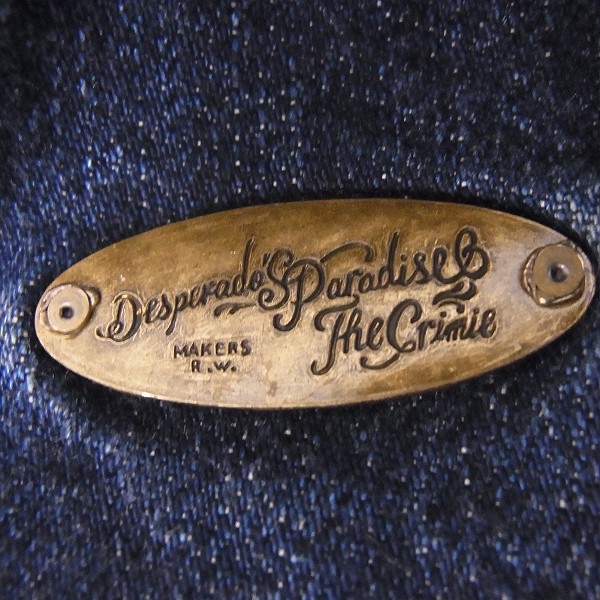 Desperado'S Paradise &
The Crimie
MAKERS
R.W.